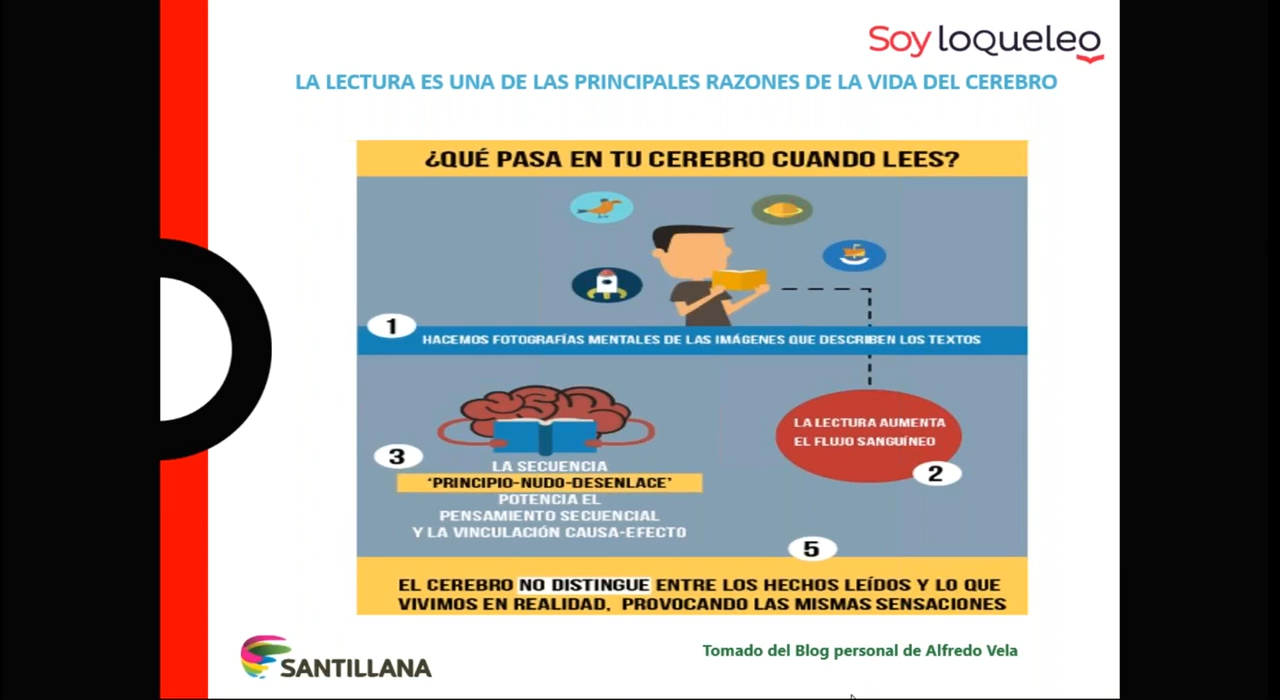 Soy loqueleo
LA LECTURA ES UNA DE LAS PRINCIPALES RAZONES DE LA VIDA DEL CEREBRO
¿QUÉ PASA EN TU CEREBRO CUANDO LEES?
1
HACEMOS FOTOGRAFÍAS MENTALES DE LAS IMÁGENES QUE DESCRIBEN LOS TEXTOS
LA LECTURA AUMENTA
EL FLUJO SANGUÍNEO
2
3
LA SECUENCIA
‘PRINCIPIO-NUDO-DESENLACE’
POTENCIA EL
PENSAMIENTO SECUENCIAL
Y LA VINCULACIÓN CAUSA-EFECTO
5
EL CEREBRO NO DISTINGUE ENTRE LOS HECHOS LEÍDOS Y LO QUE
VIVIMOS EN REALIDAD, PROVOCANDO LAS MISMAS SENSACIONES
SANTILLANA
Tomado del Blog personal de Alfredo Vela